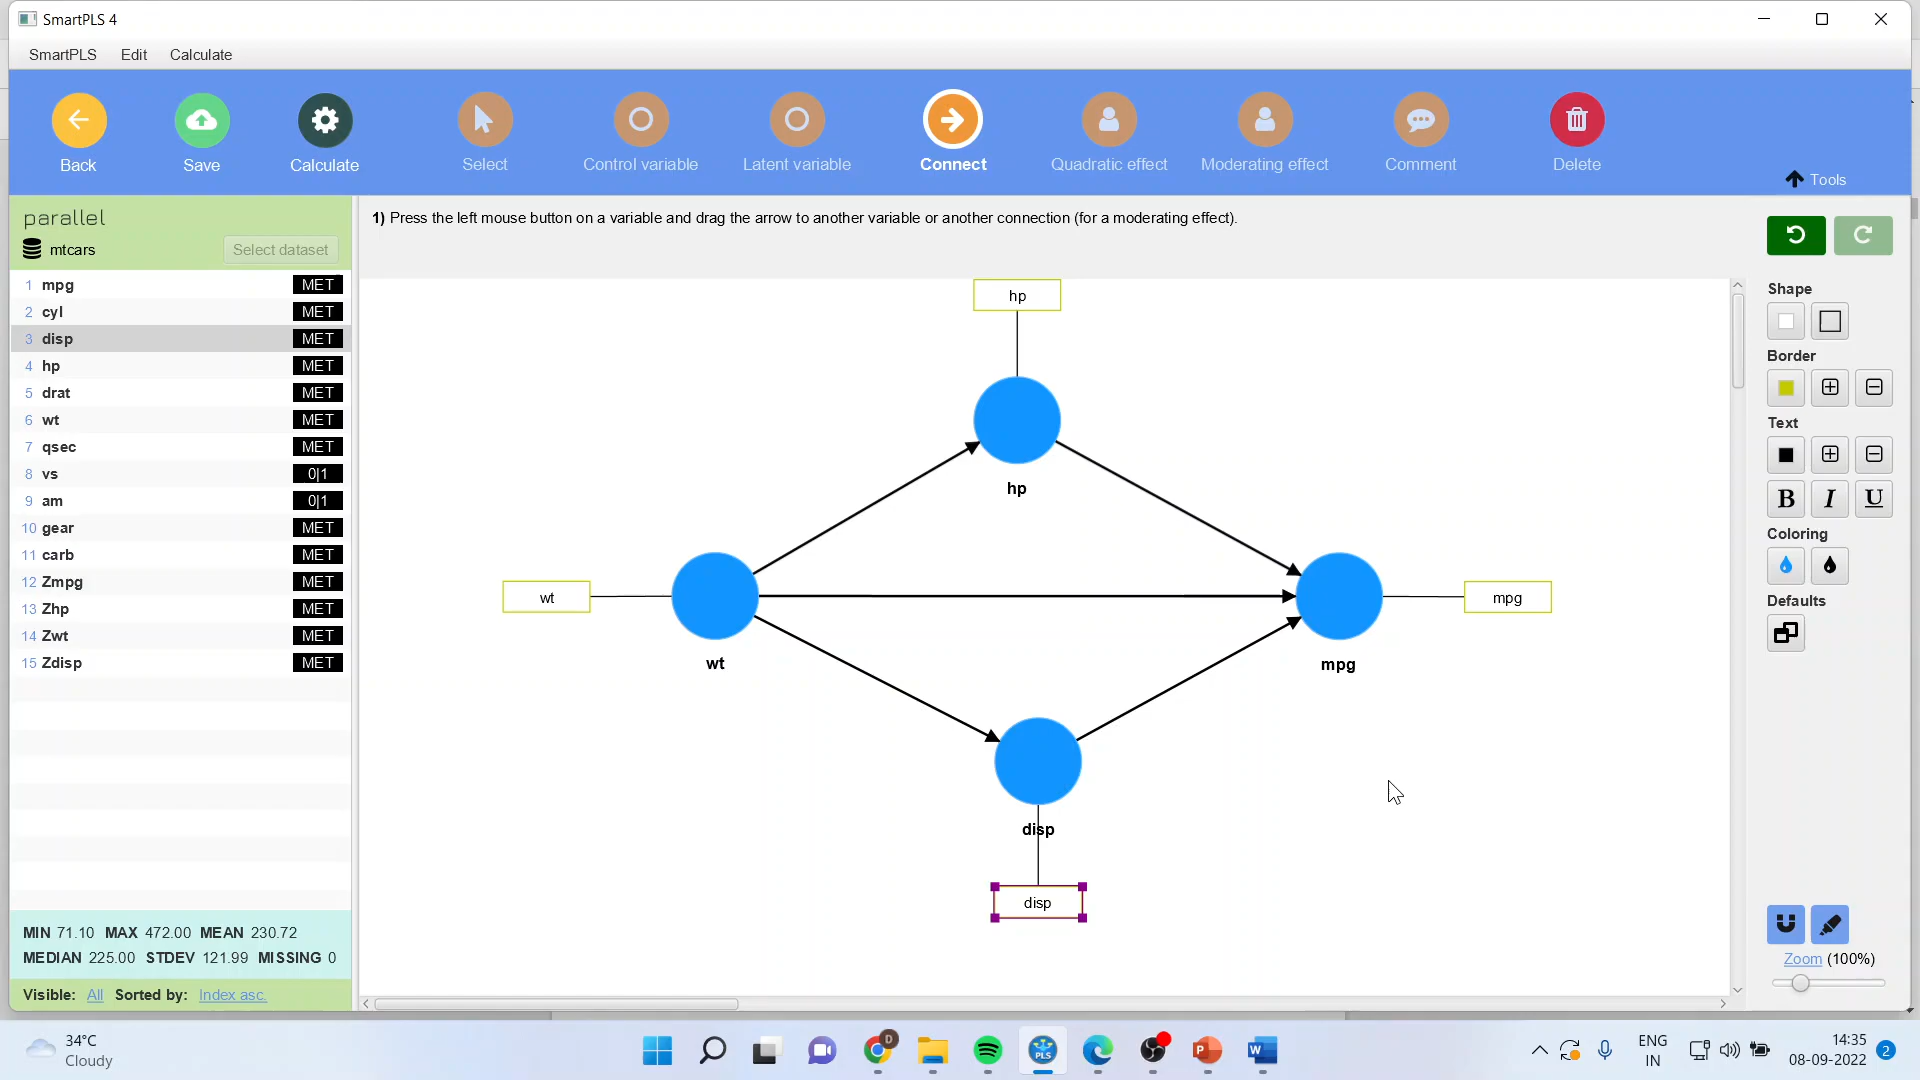 SmartPLS 4
SmartPLS Edit Calculate
Back Save Calculate Select Control variable Latent variable Connect Quadratic effect Moderating effect Comment Delete
Tools
parallel
mtcars Select dataset
1) Press the left mouse button on a variable and drag the arrow to another variable or another connection (for a moderating effect).
1 mpg MET
2 cyl MET
3 disp MET
4 hp MET
5 drat MET
6 wt MET
7 qsec MET
8 vs 0|1
9 am 0|1
10 gear MET
11 carb MET
12 Zmpg MET
13 Zhp MET
14 Zwt MET
15 Zdisp MET
MIN 71.10 MAX 472.00 MEAN 230.72
MEDIAN 225.00 STDEV 121.99 MISSING 0
Visible: All Sorted by: Index asc.
hp
hp
wt
wt
mpg
mpg
disp
disp
Shape
Border
Text
B I U
Coloring
Defaults
Zoom (100%)
34°C
Cloudy
D
PLS
P
W
ENG
IN
14:35
08-09-2022
2